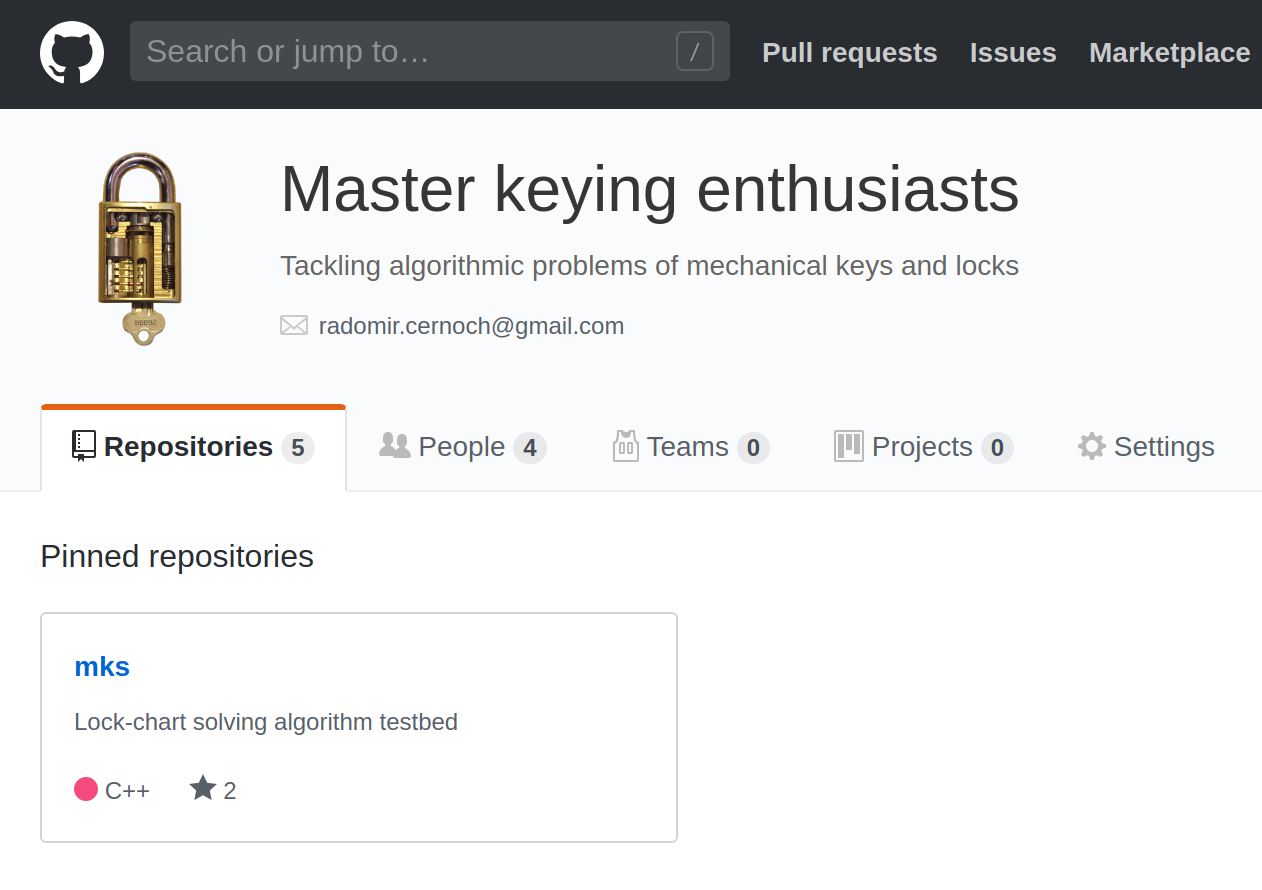 Search or jump to… /
Pull requests Issues Marketplace
Master keying enthusiasts
Tackling algorithmic problems of mechanical keys and locks
radomir.cernoch@gmail.com
Repositories 5 People 4 Teams 0 Projects 0 Settings
Pinned repositories
mks
Lock-chart solving algorithm testbed
C++ 2